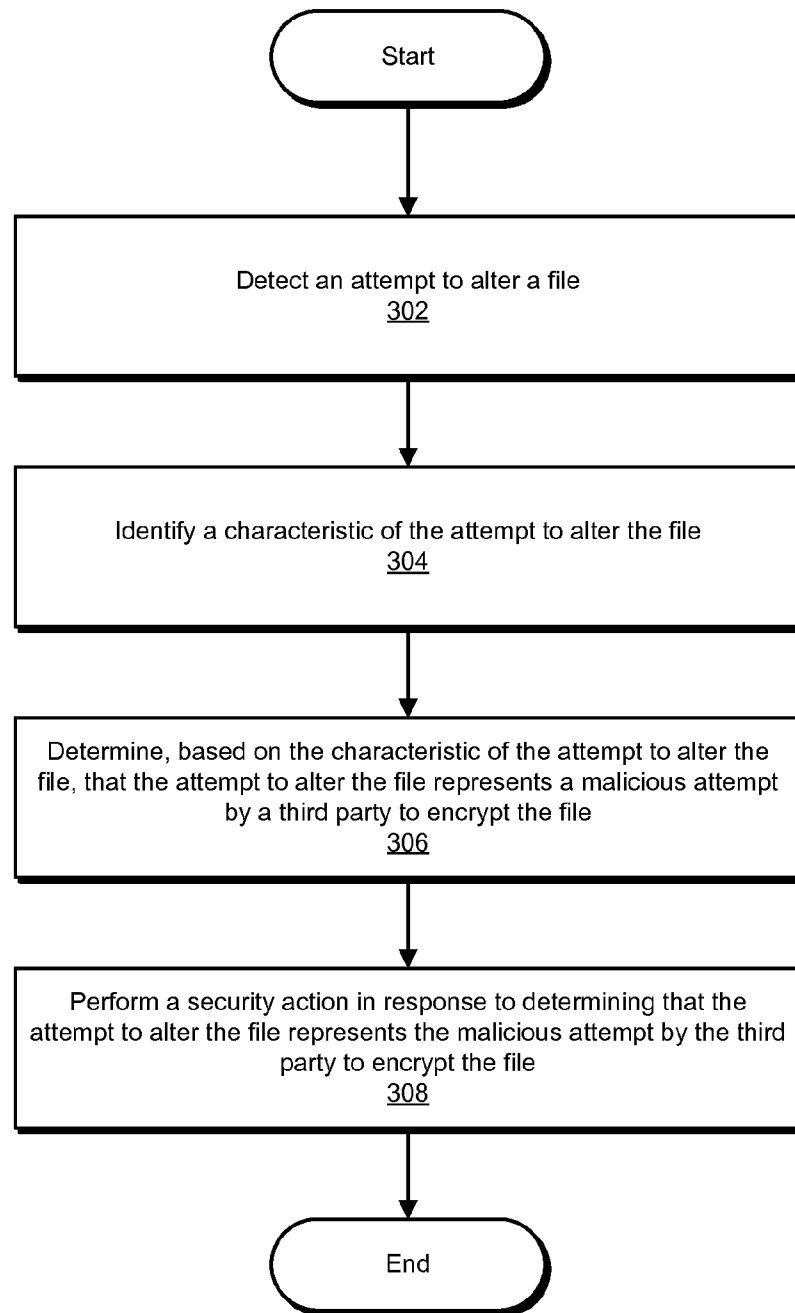 Start
Detect an attempt to alter a file
302
Identify a characteristic of the attempt to alter the file
304
Determine, based on the characteristic of the attempt to alter the
file, that the attempt to alter the file represents a malicious attempt
by a third party to encrypt the file
306
Perform a security action in response to determining that the
attempt to alter the file represents the malicious attempt by the third
party to encrypt the file
308
End